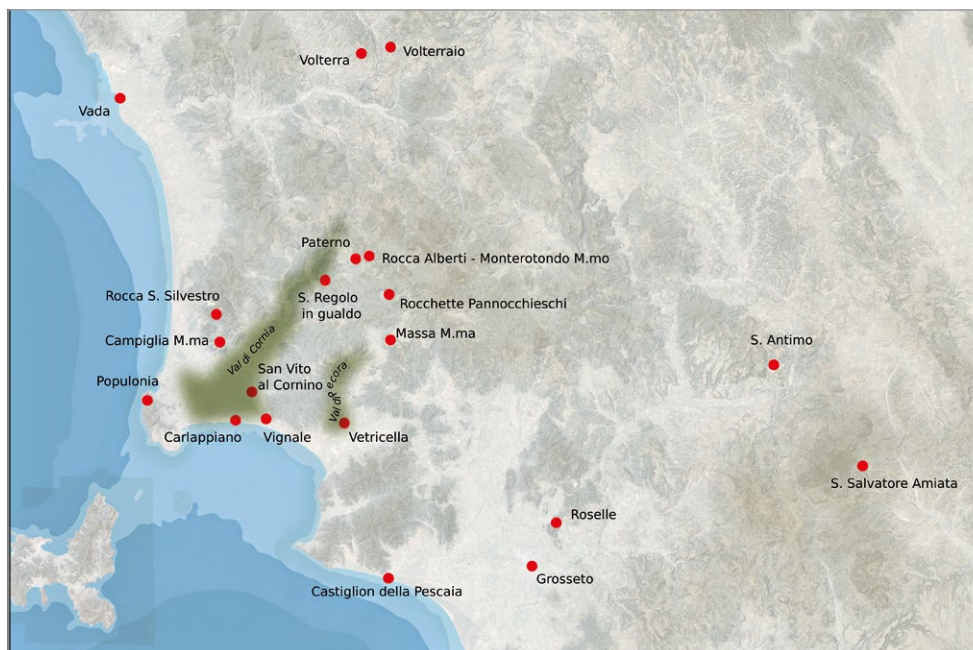 Volterra
Volterraio
Vada
Paterno
Rocca Alberti - Monterotondo M.mo
S. Regolo
in gualdo
Rocca S. Silvestro
Rocchette Pannocchieschi
Campiglia M.ma
Massa M.ma
S. Antimo
Val di Cornia
San Vito
al Cornino
Val di Pecora
Populonia
Carlappiano
Vignale
Vetricella
S. Salvatore Amiata
Roselle
Grosseto
Castiglion della Pescaia